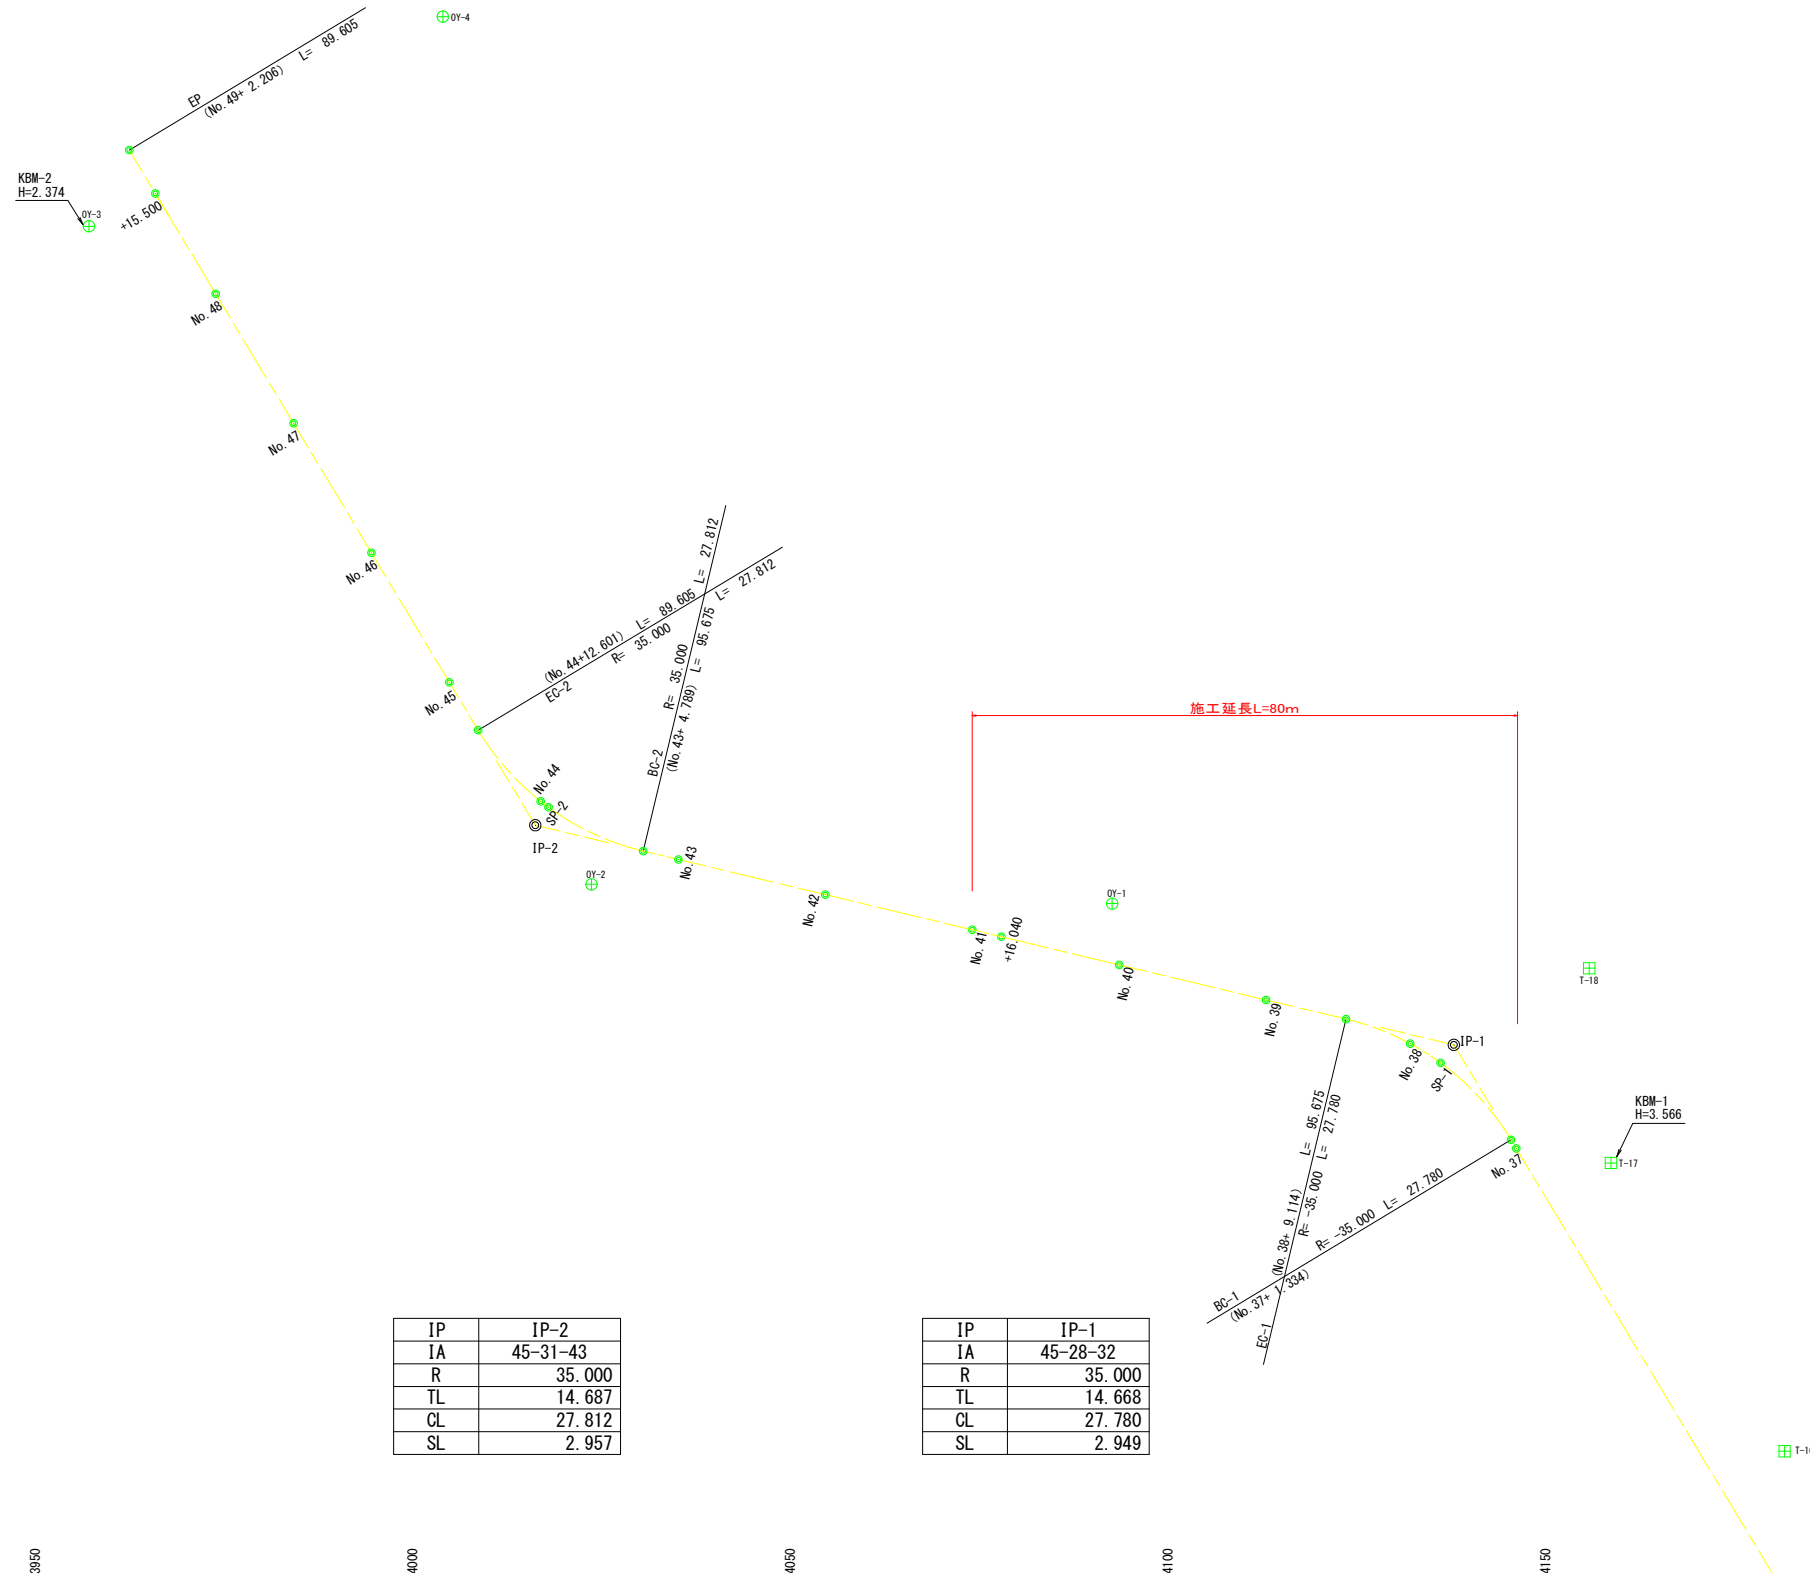 OY-4
EP
(No.49+ 2.206) L= 89.605
KBM-2
H=2.374
OY-3
+15.500
No.48
No.47
No.46
No.45
(No.44+12.601) L= 89.605
EC-2 R= 35.000 L= 27.812
BC-2 R= 35.000 L= 27.812
(No.43+ 4.789) L= 95.675
No.44
SP-2
IP-2
No.43
OY-2
No.42
施工延長L=80m
OY-1
No.41
+16.040
No.40
No.39
T-18
IP-1
No.38
SP-1
KBM-1
H=3.566
T-17
No.37
(No.38+ 9.114) L= 95.675
EC-1 R= -35.000 L= 27.780
BC-1 R= -35.000 L= 27.780
(No.37+ 1.334)
IP IP-2
IA 45-31-43
R 35.000
TL 14.687
CL 27.812
SL 2.957
IP IP-1
IA 45-28-32
R 35.000
TL 14.668
CL 27.780
SL 2.949
3950
4000
4050
4100
4150